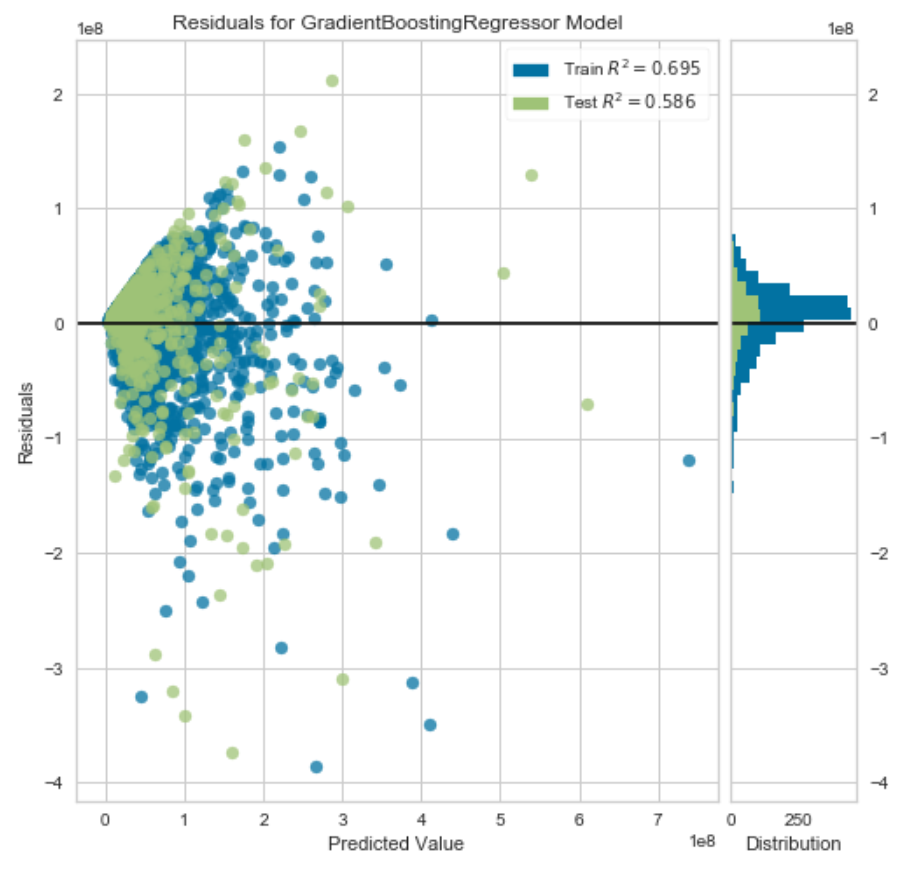 Residuals for GradientBoostingRegressor Model
1e8
1e8
Train R² = 0.695
Test R² = 0.586
2
1
0
−1
−2
−3
−4
2
1
0
−1
−2
−3
−4
Residuals
0 1 2 3 4 5 6 7
0 250
1e8
Predicted Value
Distribution